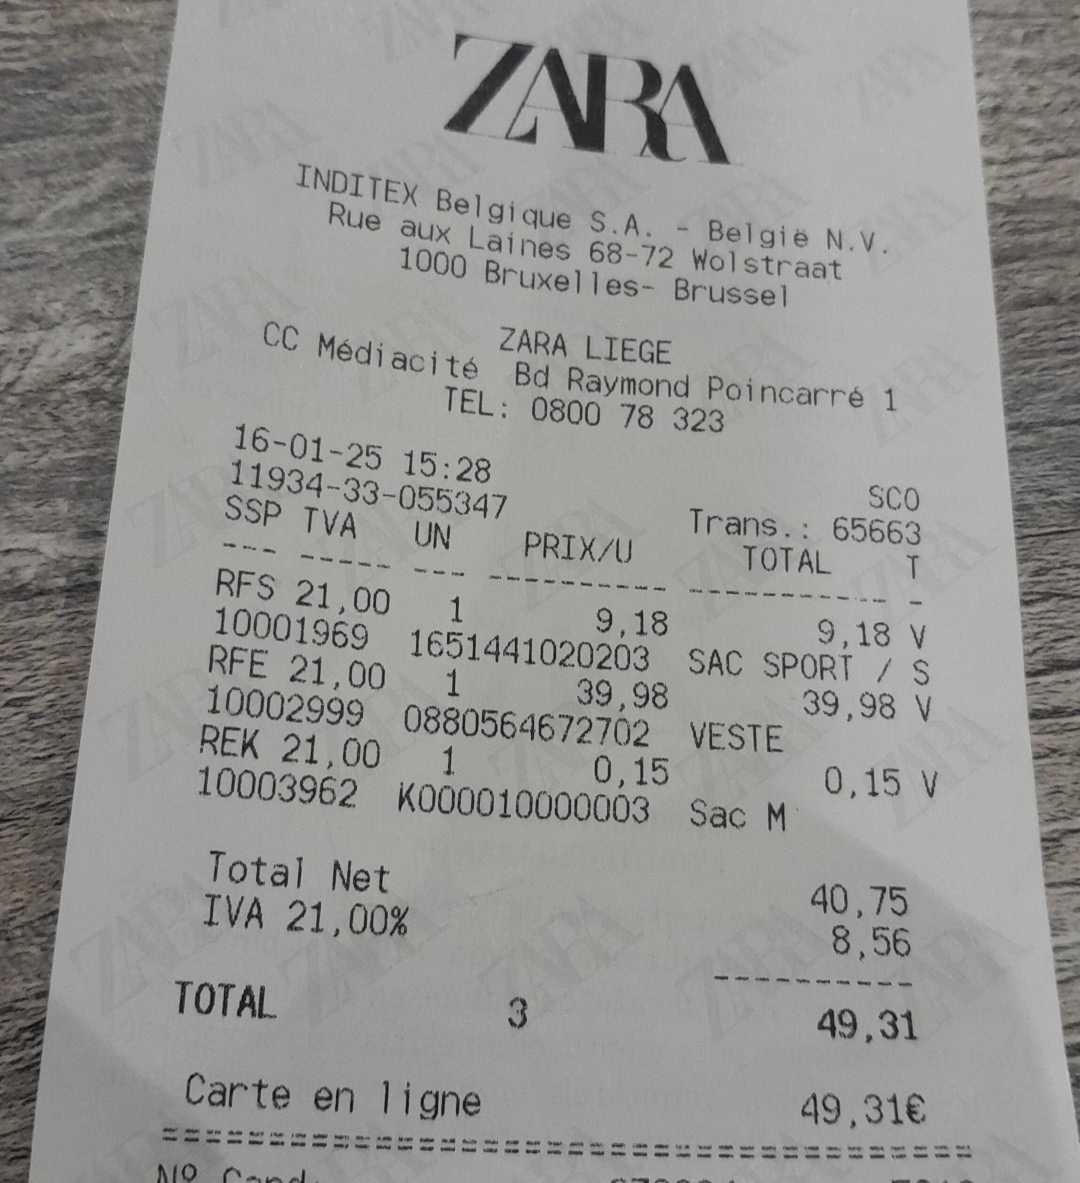 ZARA
INDITEX Belgique S.A. - België N.V.
Rue aux Laines 68-72 Wolstraat
1000 Bruxelles- Brussel
ZARA LIEGE
CC Médiacité Bd Raymond Poincarré 1
TEL: 0800 78 323
16-01-25 15:28 SCO
11934-33-055347 Trans.: 65663
SSP TVA UN PRIX/U TOTAL T
--- ----- --- ---------- ----------- -
RFS 21,00 1 9,18 9,18 V
10001969 1651441020203 SAC SPORT / S
RFE 21,00 1 39,98 39,98 V
10002999 0880564672702 VESTE
REK 21,00 1 0,15 0,15 V
10003962 K000010000003 Sac M
Total Net 40,75
IVA 21,00% 8,56
----------
TOTAL 3 49,31
Carte en ligne 49,31€
======================================